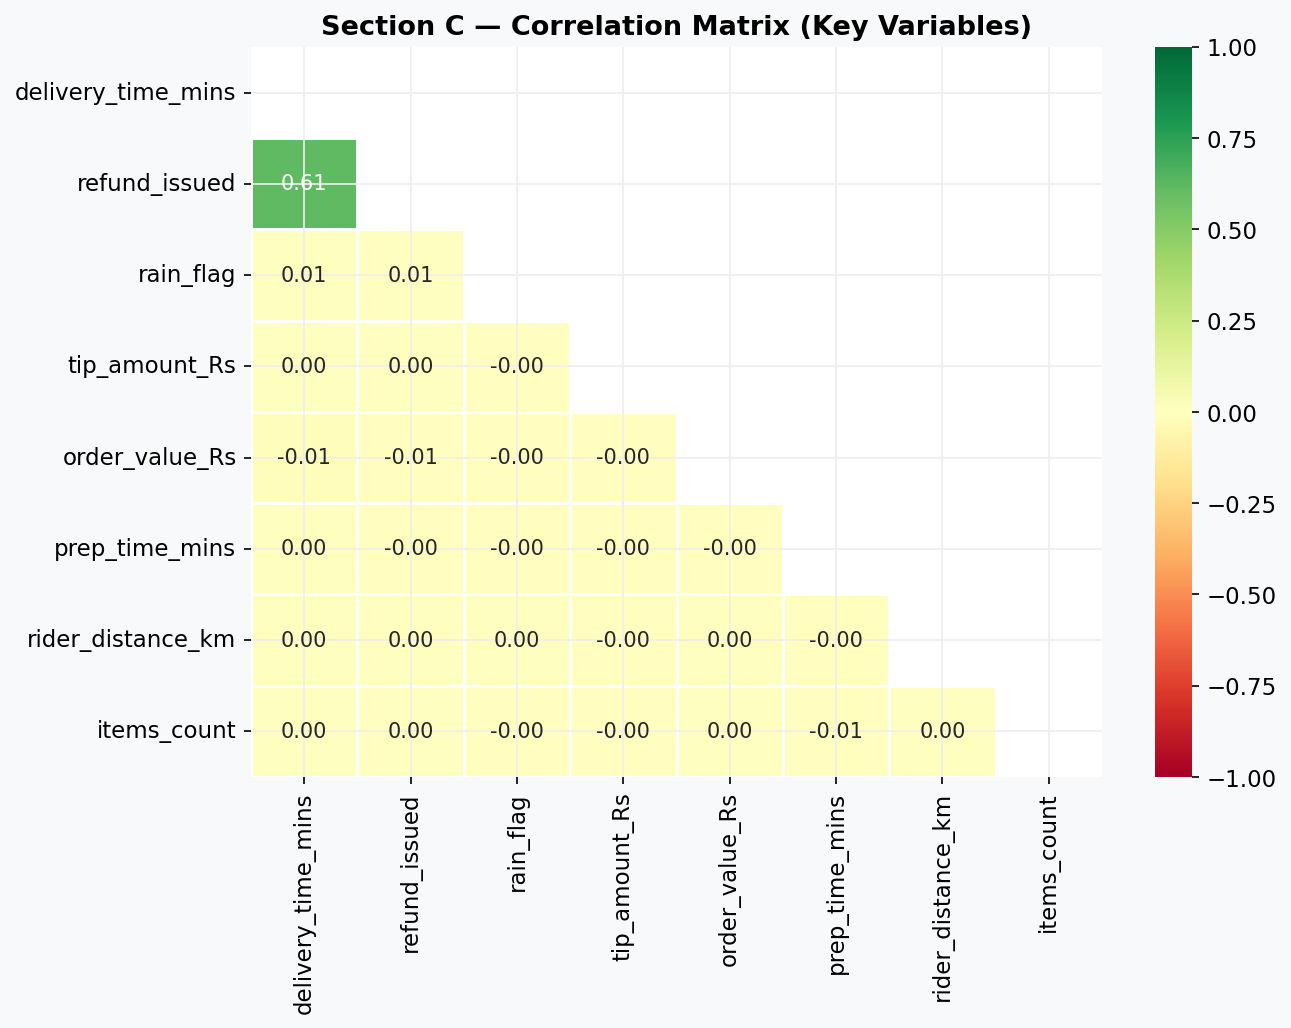 Section C — Correlation Matrix (Key Variables)
delivery_time_mins
refund_issued 0.61
rain_flag 0.01 0.01
tip_amount_Rs 0.00 0.00 -0.00
order_value_Rs -0.01 -0.01 -0.00 -0.00
prep_time_mins 0.00 -0.00 -0.00 -0.00 -0.00
rider_distance_km 0.00 0.00 0.00 -0.00 0.00 -0.00
items_count 0.00 0.00 -0.00 -0.00 0.00 -0.01 0.00
delivery_time_mins
refund_issued
rain_flag
tip_amount_Rs
order_value_Rs
prep_time_mins
rider_distance_km
items_count
1.00
0.75
0.50
0.25
0.00
−0.25
−0.50
−0.75
−1.00